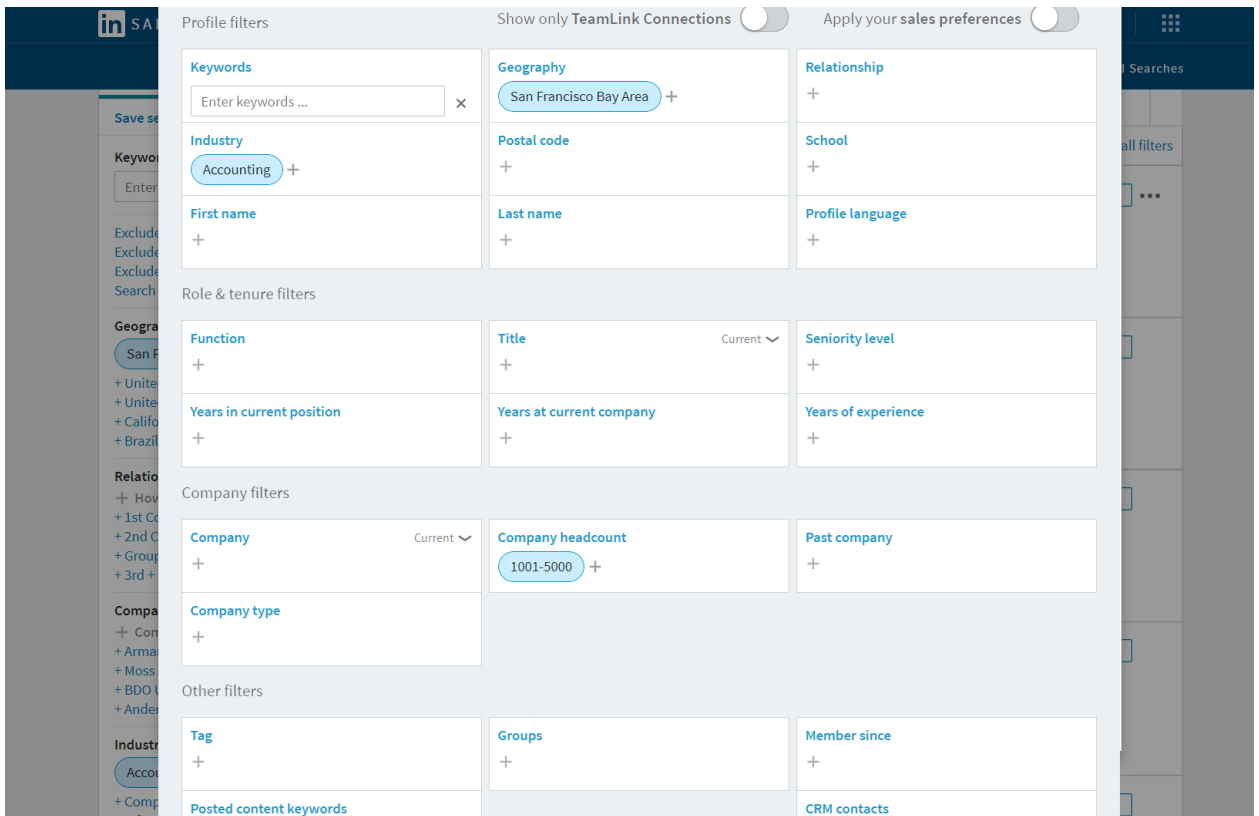 in SA
Profile filters
Show only TeamLink Connections
Apply your sales preferences
Searches
Keywords
Enter keywords ...
Geography
San Francisco Bay Area
Relationship
Industry
Accounting
Postal code
School
First name
Last name
Profile language
Role & tenure filters
Function
Title
Current
Seniority level
Years in current position
Years at current company
Years of experience
Company filters
Company
Current
Company headcount
1001-5000
Past company
Company type
Other filters
Tag
Groups
Member since
Posted content keywords
CRM contacts
Save se
Keywo
Enter
Exclude
Exclude
Exclude
Search
Geogra
San F
+ Unite
+ Unite
+ Califo
+ Brazil
Relatio
+ How
+ 1st Co
+ 2nd C
+ Group
+ 3rd +
Compa
+ Com
+ Arma
+ Moss
+ BDO U
+ Ander
Industr
Accou
+ Comp
all filters